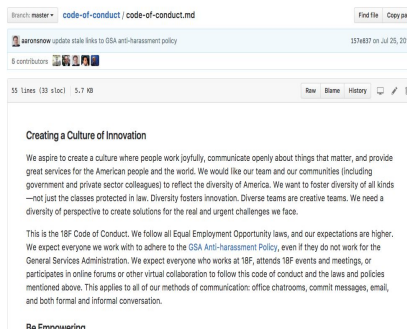 Branch: master code-of-conduct / code-of-conduct.md Find file Copy pa
aaronsnow update stale links to GSA anti-harassment policy 157e837 on Jul 25, 20
5 contributors
55 lines (33 sloc) 5.7 KB Raw Blame History
Creating a Culture of Innovation
We aspire to create a culture where people work joyfully, communicate openly about things that matter, and provide
great services for the American people and the world. We would like our team and our communities (including
government and private sector colleagues) to reflect the diversity of America. We want to foster diversity of all kinds
—not just the classes protected in law. Diversity fosters innovation. Diverse teams are creative teams. We need a
diversity of perspective to create solutions for the real and urgent challenges we face.
This is the 18F Code of Conduct. We follow all Equal Employment Opportunity laws, and our expectations are higher.
We expect everyone we work with to adhere to the GSA Anti-harassment Policy, even if they do not work for the
General Services Administration. We expect everyone who works at 18F, attends 18F events and meetings, or
participates in online forums or other virtual collaboration to follow this code of conduct and the laws and policies
mentioned above. This applies to all of our methods of communication: office chatrooms, commit messages, email,
and both formal and informal conversation.
Be Empowering